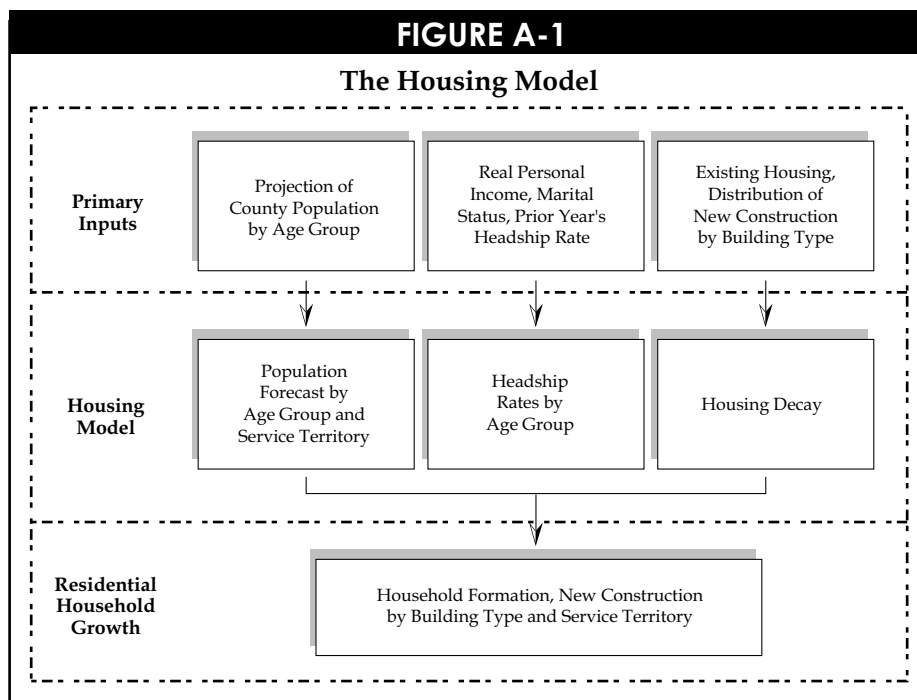 FIGURE A-1
The Housing Model
Primary
Inputs
Projection of
County Population
by Age Group
Real Personal
Income, Marital
Status, Prior Year's
Headship Rate
Existing Housing,
Distribution of
New Construction
by Building Type
Housing
Model
Population
Forecast by
Age Group and
Service Territory
Headship
Rates by
Age Group
Housing Decay
Residential
Household
Growth
Household Formation, New Construction
by Building Type and Service Territory